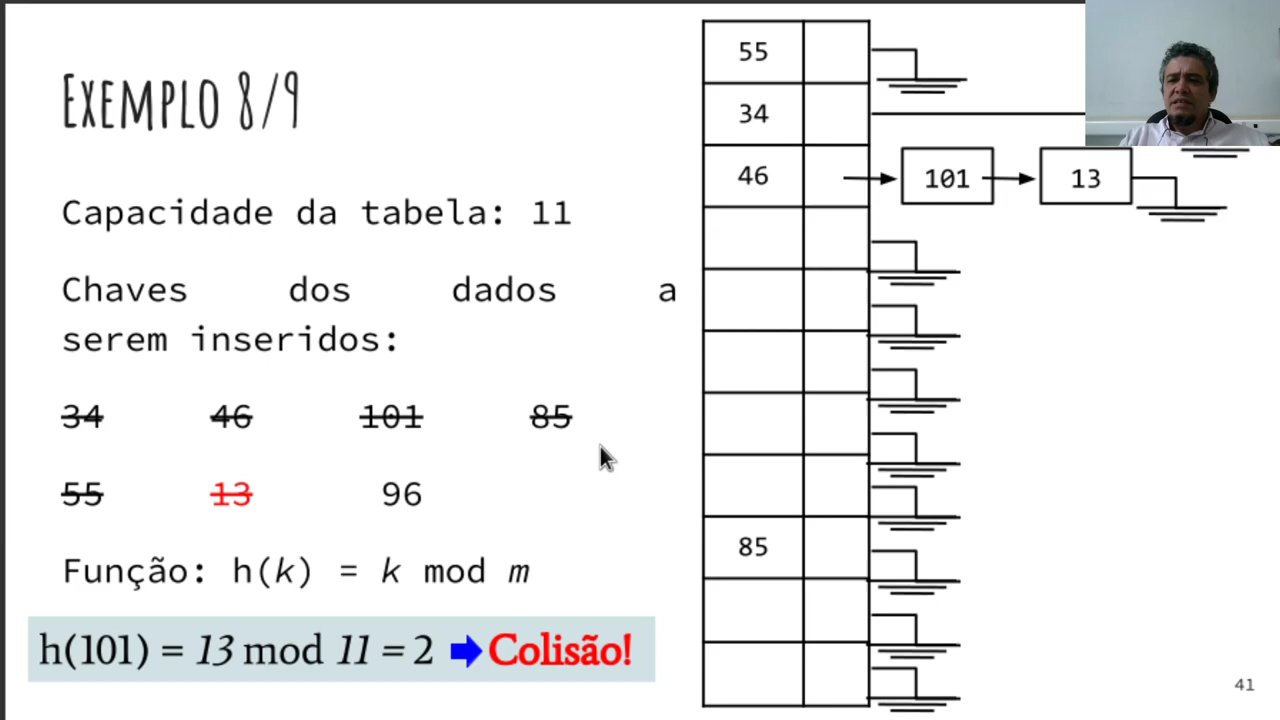 EXEMPLO 8/9
Capacidade da tabela: 11
Chaves dos dados a
serem inseridos:
34 46 101 85
55 13 96
Função: h(k) = k mod m
h(101) = 13 mod 11 = 2 Colisão!
55
34
46 101 13
85
41